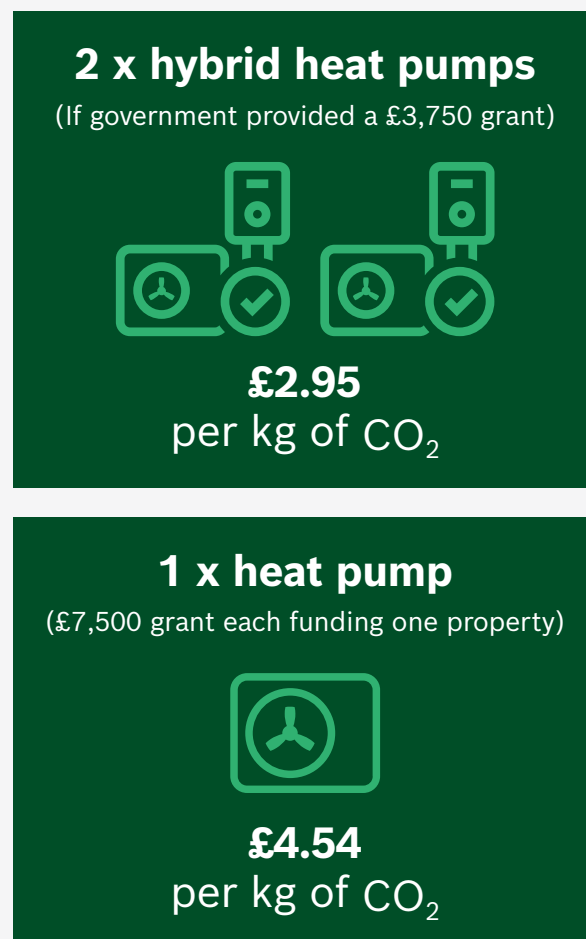 2 x hybrid heat pumps
(If government provided a £3,750 grant)
£2.95
per kg of CO₂
1 x heat pump
(£7,500 grant each funding one property)
£4.54
per kg of CO₂